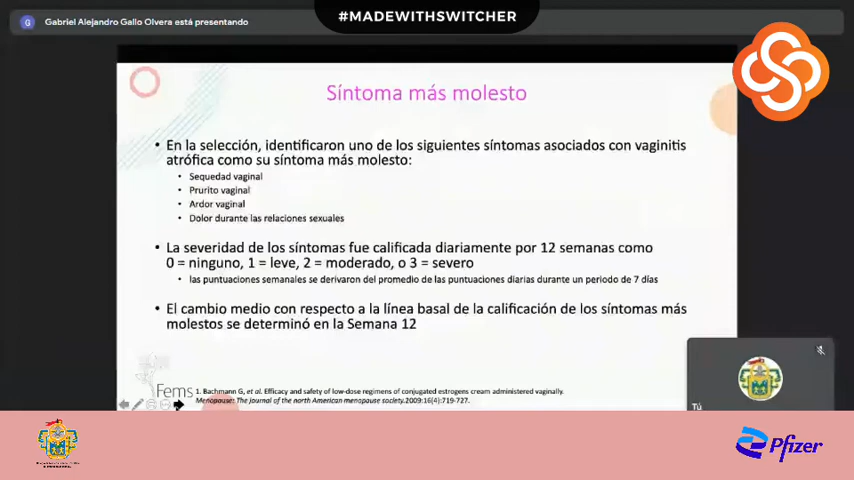 #MADEWITHSWITCHER
G
Gabriel Alejandro Gallo Olvera está presentando
Síntoma más molesto
• En la selección, identificaron uno de los siguientes síntomas asociados con vaginitis
atrófica como su síntoma más molesto:
• Sequedad vaginal
• Prurito vaginal
• Ardor vaginal
• Dolor durante las relaciones sexuales
• La severidad de los síntomas fue calificada diariamente por 12 semanas como
0 = ninguno, 1 = leve, 2 = moderado, o 3 = severo
• las puntuaciones semanales se derivaron del promedio de las puntuaciones diarias durante un periodo de 7 días
• El cambio medio con respecto a la línea basal de la calificación de los síntomas más
molestos se determinó en la Semana 12
Fems
1. Bachmann G, et al. Efficacy and safety of low-dose regimens of conjugated estrogens cream administered vaginally.
Menopause: The Journal of the north American menopause society.2009:16(4):719-727.
Tú
Pfizer